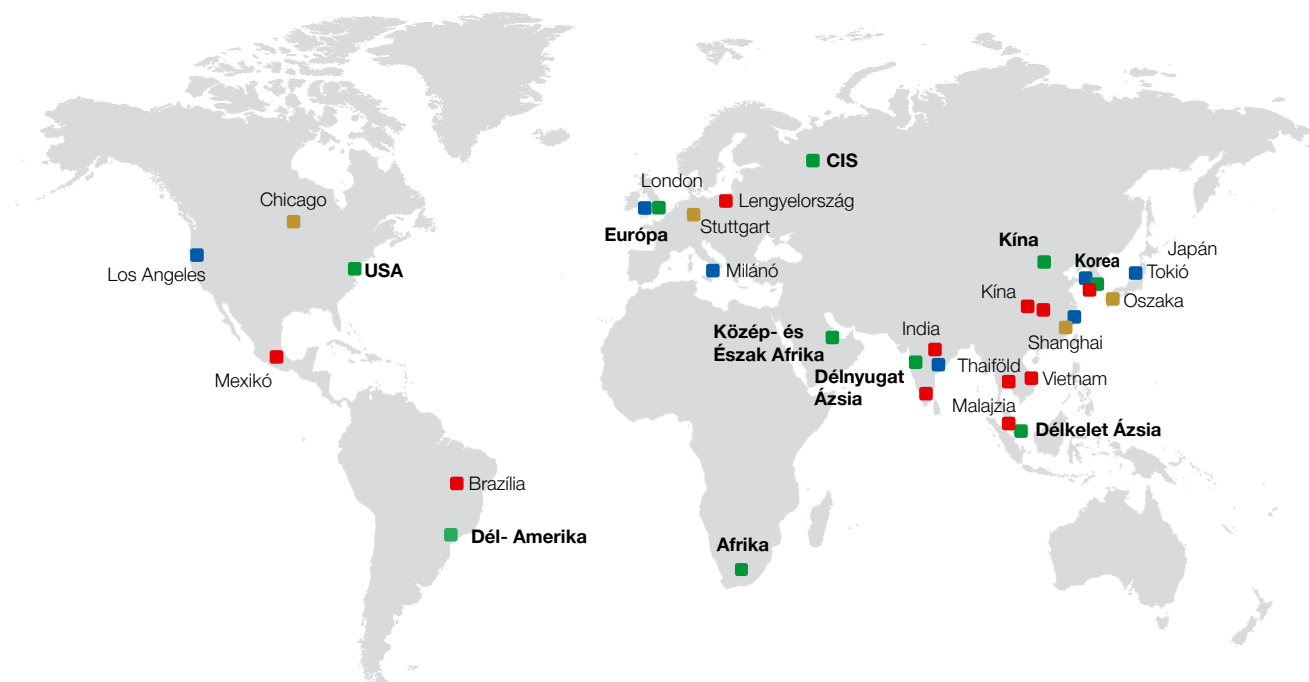 CIS
London
Lengyelország
Chicago
Stuttgart
Európa
Kína
Japán
Korea
Los Angeles
USA
Milánó
Tokió
Kína
Oszaka
Közép- és
Észak Afrika
India
Shanghai
Mexikó
Délnyugat
Ázsia
Thaiföld
Vietnam
Malajzia
Délkelet Ázsia
Brazília
Dél- Amerika
Afrika